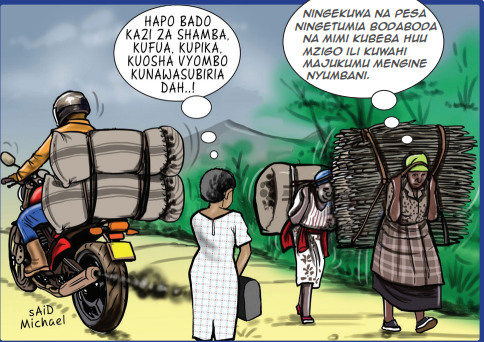 HAPO BADO
KAZI ZA SHAMBA,
KUFUA, KUPIKA,
KUOSHA VYOMBO
KUNAWASUBIRIA
DAH..!
NINGEKUWA NA PESA
NINGETUMIA BODABODA
NA MIMI KUBEBA HUU
MZIGO ILI KUWAHI
MAJUKUMU MENGINE
NYUMBANI.
sAiD
Michael